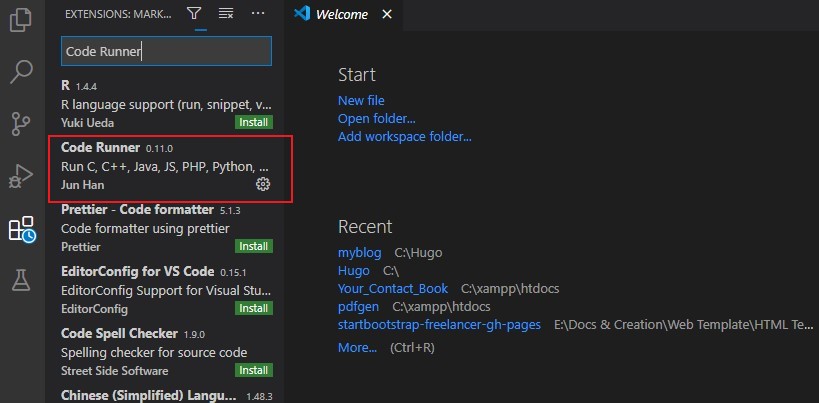 EXTENSIONS: MARK...
Code Runner
R 1.4.4
R language support (run, snippet, v...
Yuki Ueda Install
Code Runner 0.11.0
Run C, C++, Java, JS, PHP, Python, ...
Jun Han
Prettier - Code formatter 5.1.3
Code formatter using prettier
Prettier Install
EditorConfig for VS Code 0.15.1
EditorConfig Support for Visual Stu...
EditorConfig Install
Code Spell Checker 1.9.0
Spelling checker for source code
Street Side Software Install
Chinese (Simplified) Langu... 1.48.3
Welcome
Start
New file
Open folder...
Add workspace folder...
Recent
myblog C:\Hugo
Hugo C:\
Your_Contact_Book C:\xampp\htdocs
pdfgen C:\xampp\htdocs
startbootstrap-freelancer-gh-pages E:\Docs & Creation\Web Template\HTML Te...
More... (Ctrl+R)